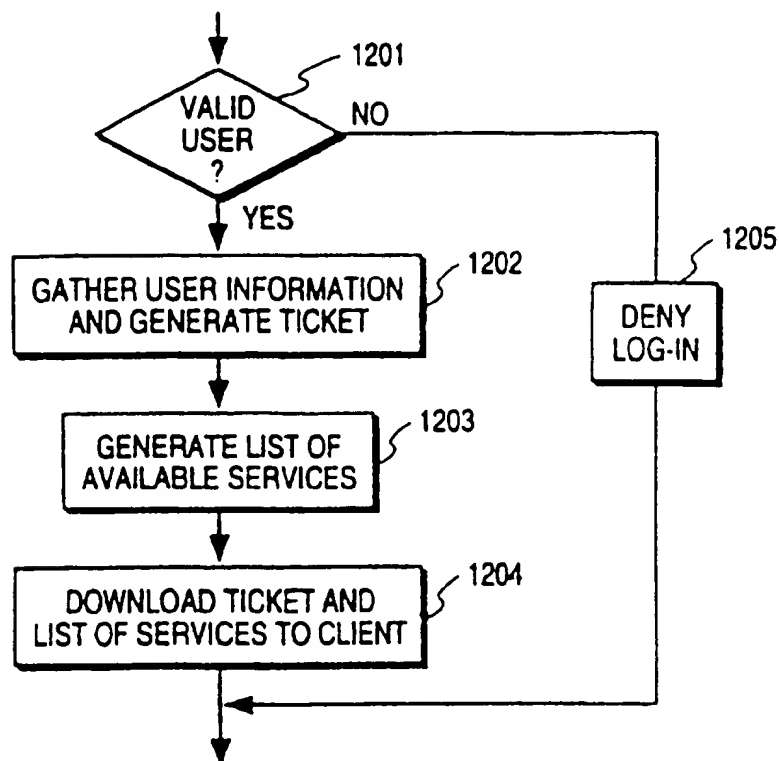 1201
VALID
USER
?
NO
YES
1202
GATHER USER INFORMATION
AND GENERATE TICKET
1205
DENY
LOG-IN
1203
GENERATE LIST OF
AVAILABLE SERVICES
1204
DOWNLOAD TICKET AND
LIST OF SERVICES TO CLIENT